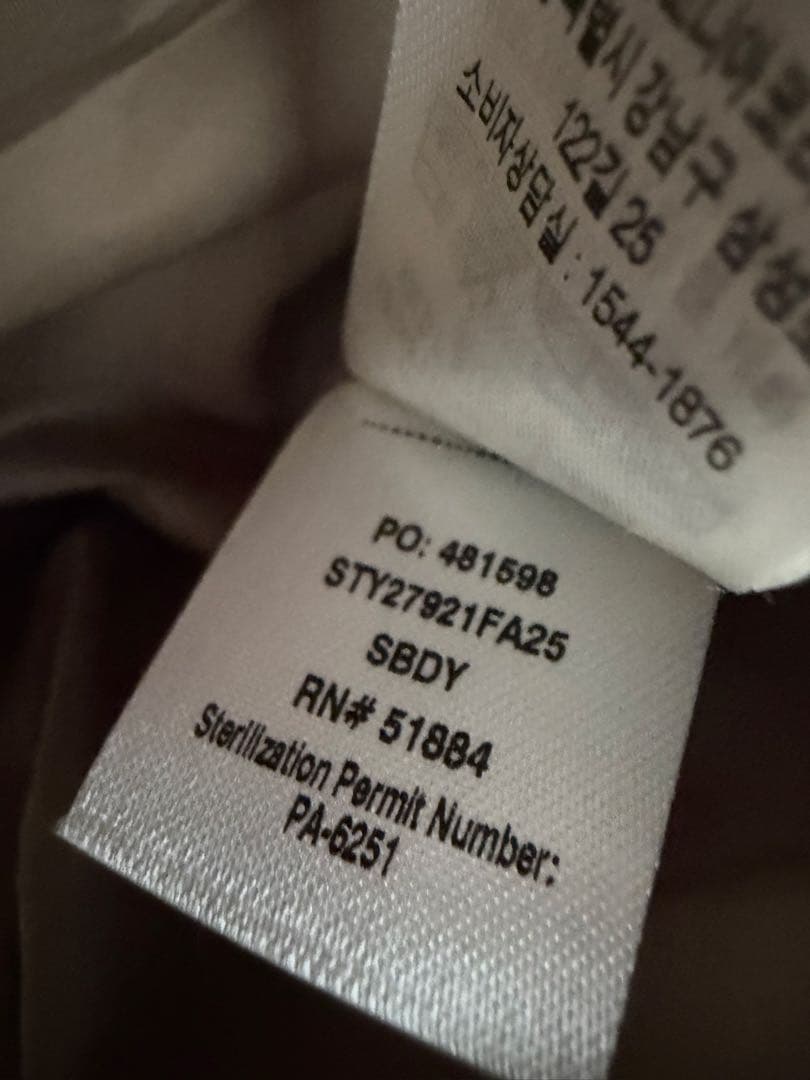 강남구
122길 25
소비자상담실 : 1544-1876
PO: 481598
STY27921FA25
SBDY
RN# 51884
Sterilization Permit Number:
PA-6251